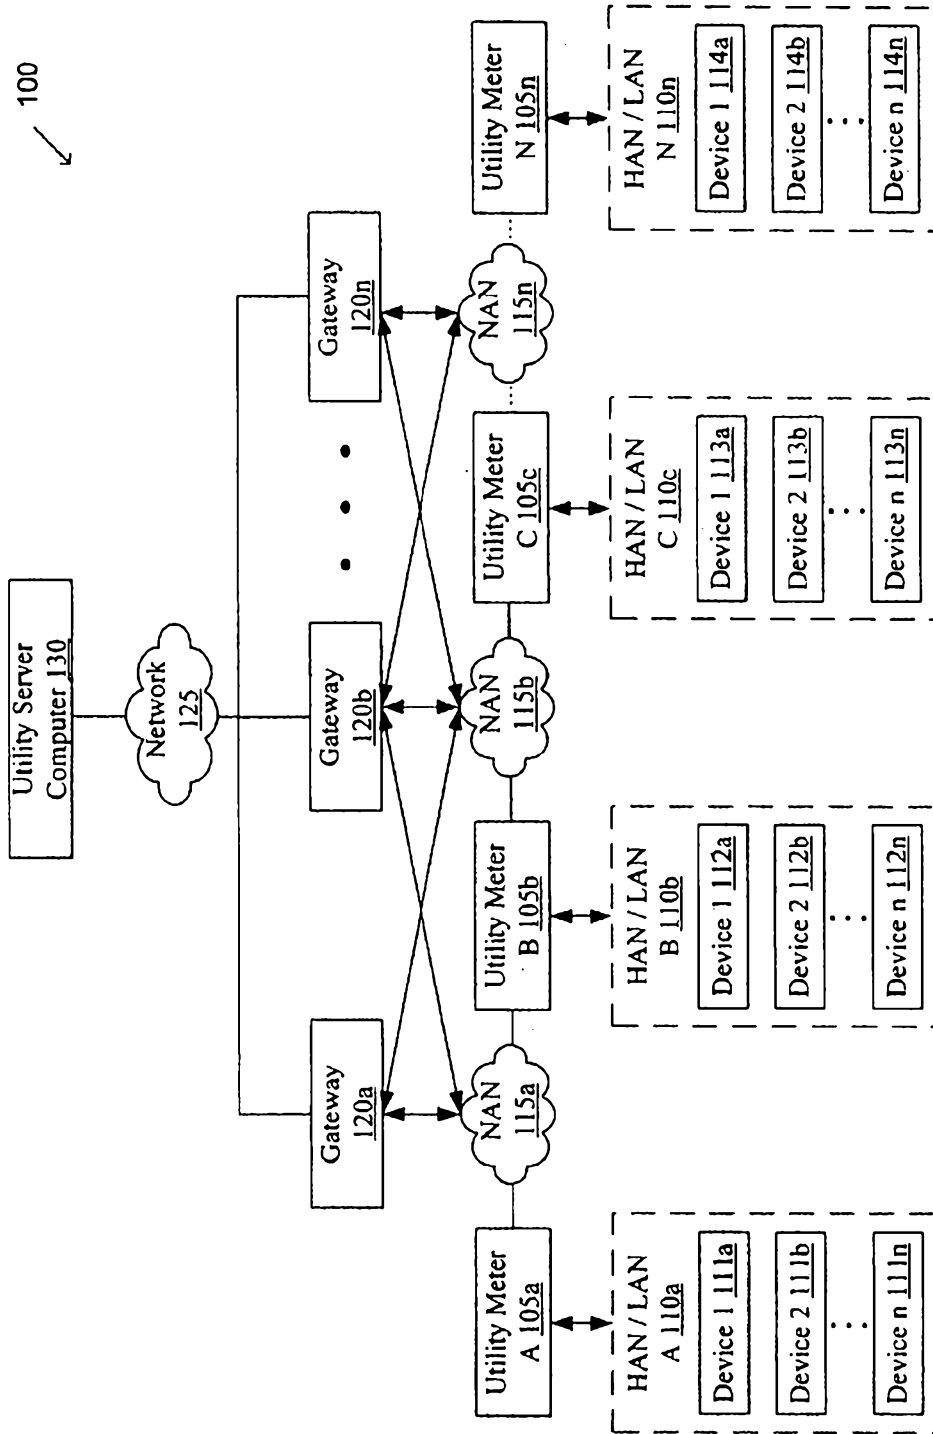 100
Utility Server
Computer 130
Network
125
Gateway
120a
Gateway
120b
Gateway
120n
Utility Meter
A 105a
NAN
115a
Utility Meter
B 105b
NAN
115b
Utility Meter
C 105c
NAN
115n
Utility Meter
N 105n
HAN / LAN
A 110a
Device 1 111a
Device 2 111b
Device n 111n
HAN / LAN
B 110b
Device 1 112a
Device 2 112b
Device n 112n
HAN / LAN
C 110c
Device 1 113a
Device 2 113b
Device n 113n
HAN / LAN
N 110n
Device 1 114a
Device 2 114b
Device n 114n